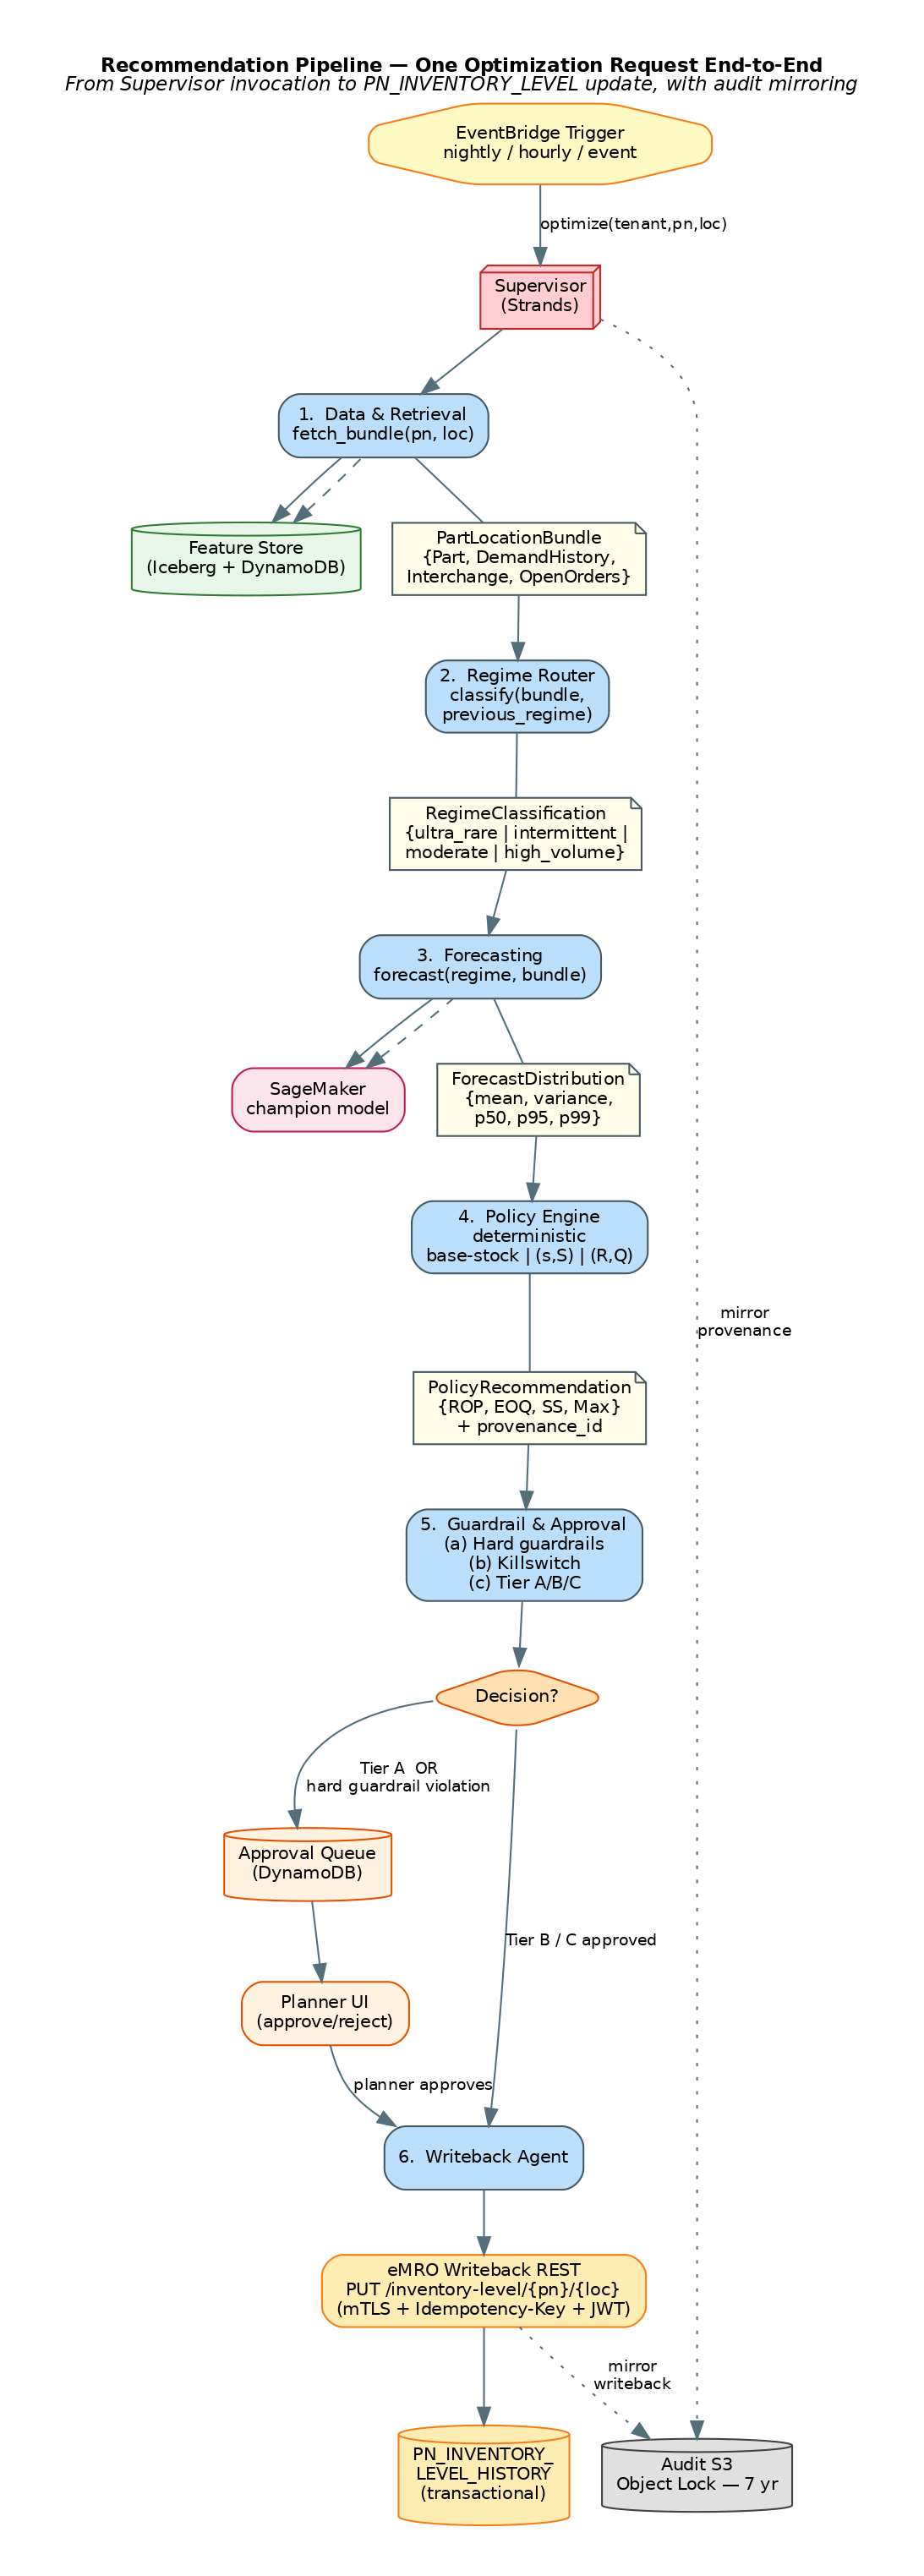 Recommendation Pipeline — One Optimization Request End-to-End
From Supervisor invocation to PN_INVENTORY_LEVEL update, with audit mirroring
EventBridge Trigger
nightly / hourly / event
optimize(tenant,pn,loc)
Supervisor
(Strands)
1.  Data & Retrieval
fetch_bundle(pn, loc)
Feature Store
(Iceberg + DynamoDB)
PartLocationBundle
{Part, DemandHistory,
Interchange, OpenOrders}
2.  Regime Router
classify(bundle,
previous_regime)
RegimeClassification
{ultra_rare | intermittent |
moderate | high_volume}
3.  Forecasting
forecast(regime, bundle)
SageMaker
champion model
ForecastDistribution
{mean, variance,
p50, p95, p99}
4.  Policy Engine
deterministic
base-stock | (s,S) | (R,Q)
mirror
provenance
PolicyRecommendation
{ROP, EOQ, SS, Max}
+ provenance_id
5.  Guardrail & Approval
(a) Hard guardrails
(b) Killswitch
(c) Tier A/B/C
Decision?
Tier A  OR
hard guardrail violation
Approval Queue
(DynamoDB)
Tier B / C approved
Planner UI
(approve/reject)
planner approves
6.  Writeback Agent
eMRO Writeback REST
PUT /inventory-level/{pn}/{loc}
(mTLS + Idempotency-Key + JWT)
mirror
writeback
PN_INVENTORY_
LEVEL_HISTORY
(transactional)
Audit S3
Object Lock — 7 yr